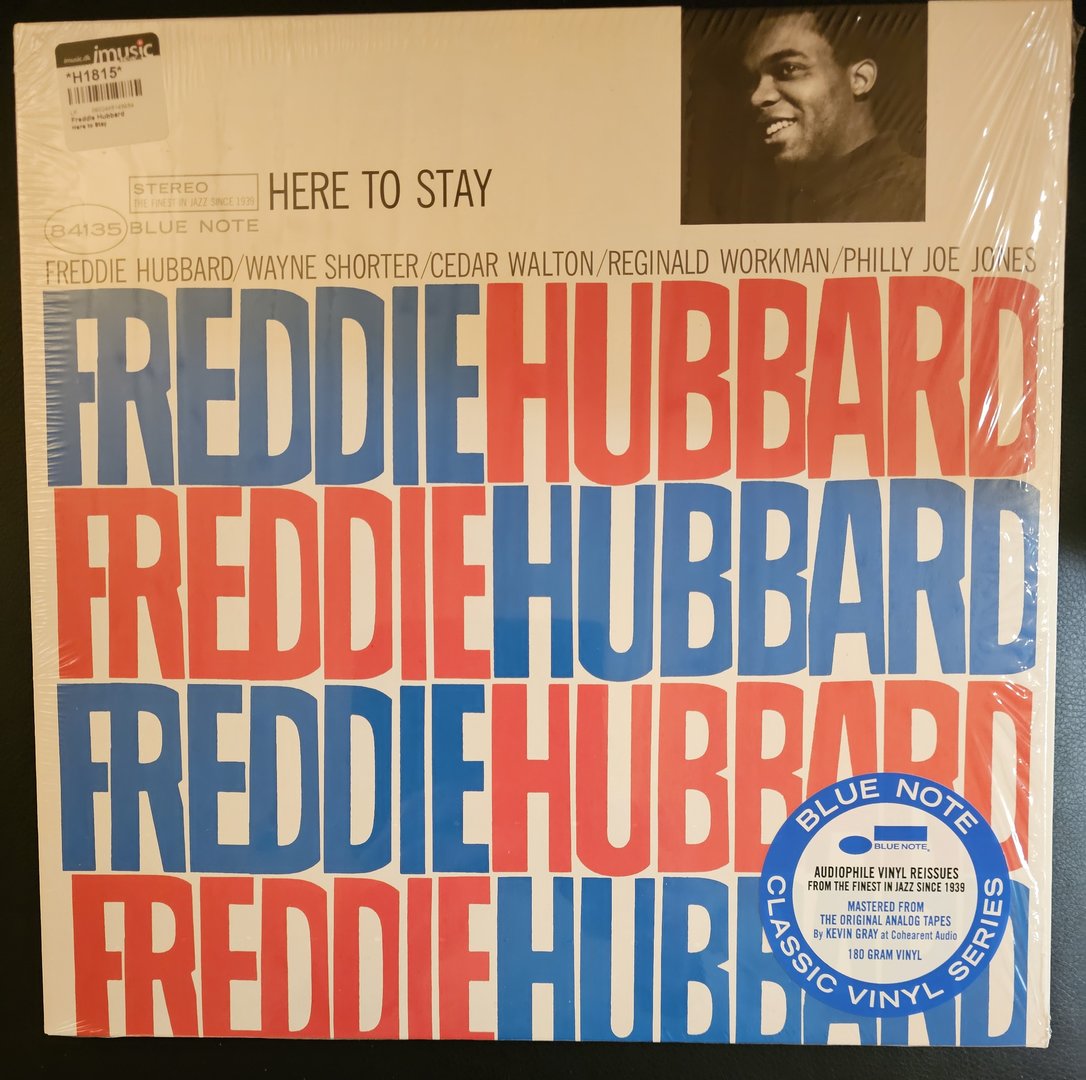 imusic.dk imusic
*H1815*
LP
Freddie Hubbard
Here to Stay
STEREO
THE FINEST IN JAZZ SINCE 1939
HERE TO STAY
84135 BLUE NOTE
FREDDIE HUBBARD/WAYNE SHORTER/CEDAR WALTON/REGINALD WORKMAN/PHILLY JOE JONES
FREDDIE HUBBARD
FREDDIE HUBBARD
FREDDIE HUBBARD
FREDDIE HUBBARD
BLUE NOTE
BLUE NOTE
AUDIOPHILE VINYL REISSUES
FROM THE FINEST IN JAZZ SINCE 1939
MASTERED FROM
THE ORIGINAL ANALOG TAPES
By KEVIN GRAY at Cohearent Audio
180 GRAM VINYL
CLASSIC VINYL SERIES